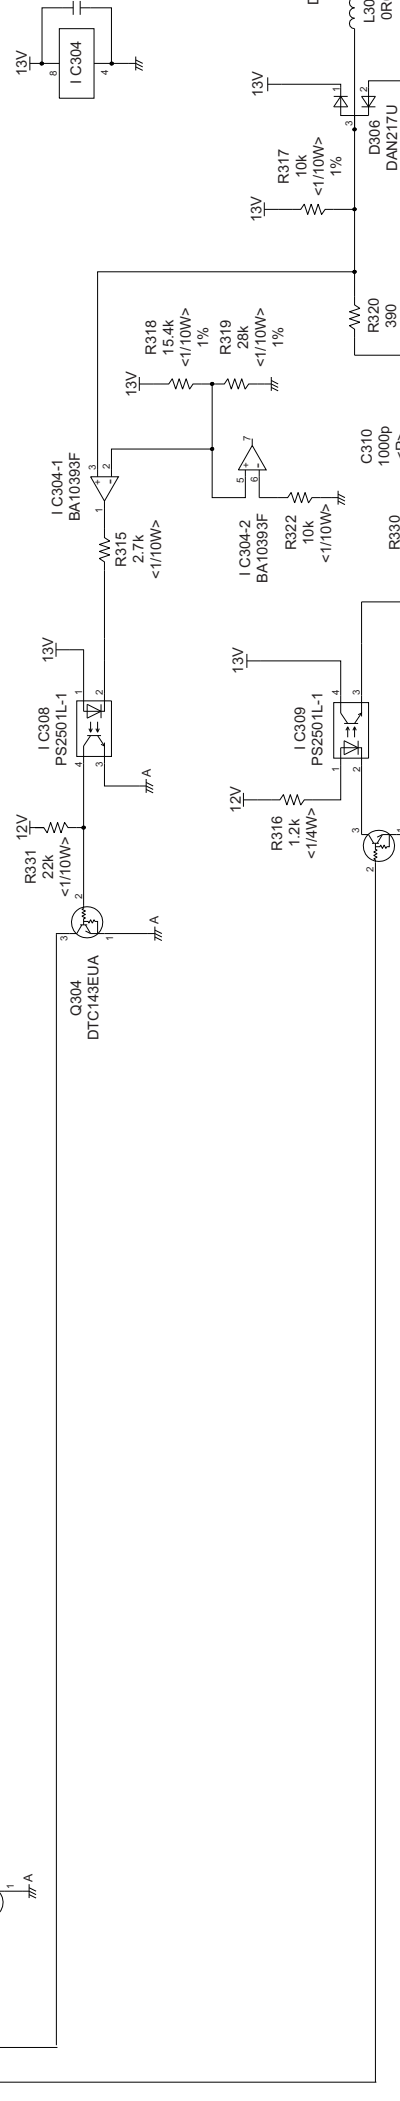 13V
8
I C304
4
L30
0R
13V
1
2
3
D306
DAN217U
R317
10k
<1/10W>
1%
13V
R320
390
R318
15.4k
<1/10W>
1%
R319
28k
<1/10W>
1%
13V
I C304-1
BA10393F
3
2
+
-
1
R315
2.7k
<1/10W>
7
5
6
+
-
I C304-2
BA10393F
R322
10k
<1/10W>
C310
1000p
R330
13V
I C308
PS2501L-1
1
2
4
3
A
12V
R331
22k
<1/10W>
2
3
1
A
Q304
DTC143EUA
13V
I C309
PS2501L-1
4
3
1
2
12V
R316
1.2k
<1/4W>
3
2
1
1
A